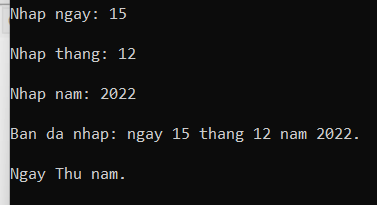 Nhap ngay: 15
Nhap thang: 12
Nhap nam: 2022
Ban da nhap: ngay 15 thang 12 nam 2022.
Ngay Thu nam.